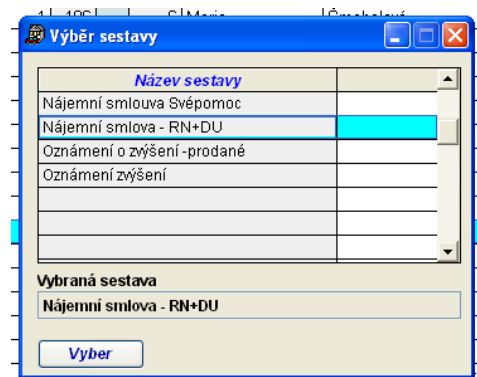 Výběr sestavy
Název sestavy
Nájemní smlouva Svépomoc
Nájemní smlova - RN+DU
Oznámení o zvýšení -prodané
Oznámení zvýšení
Vybraná sestava
Nájemní smlova - RN+DU
Vyber